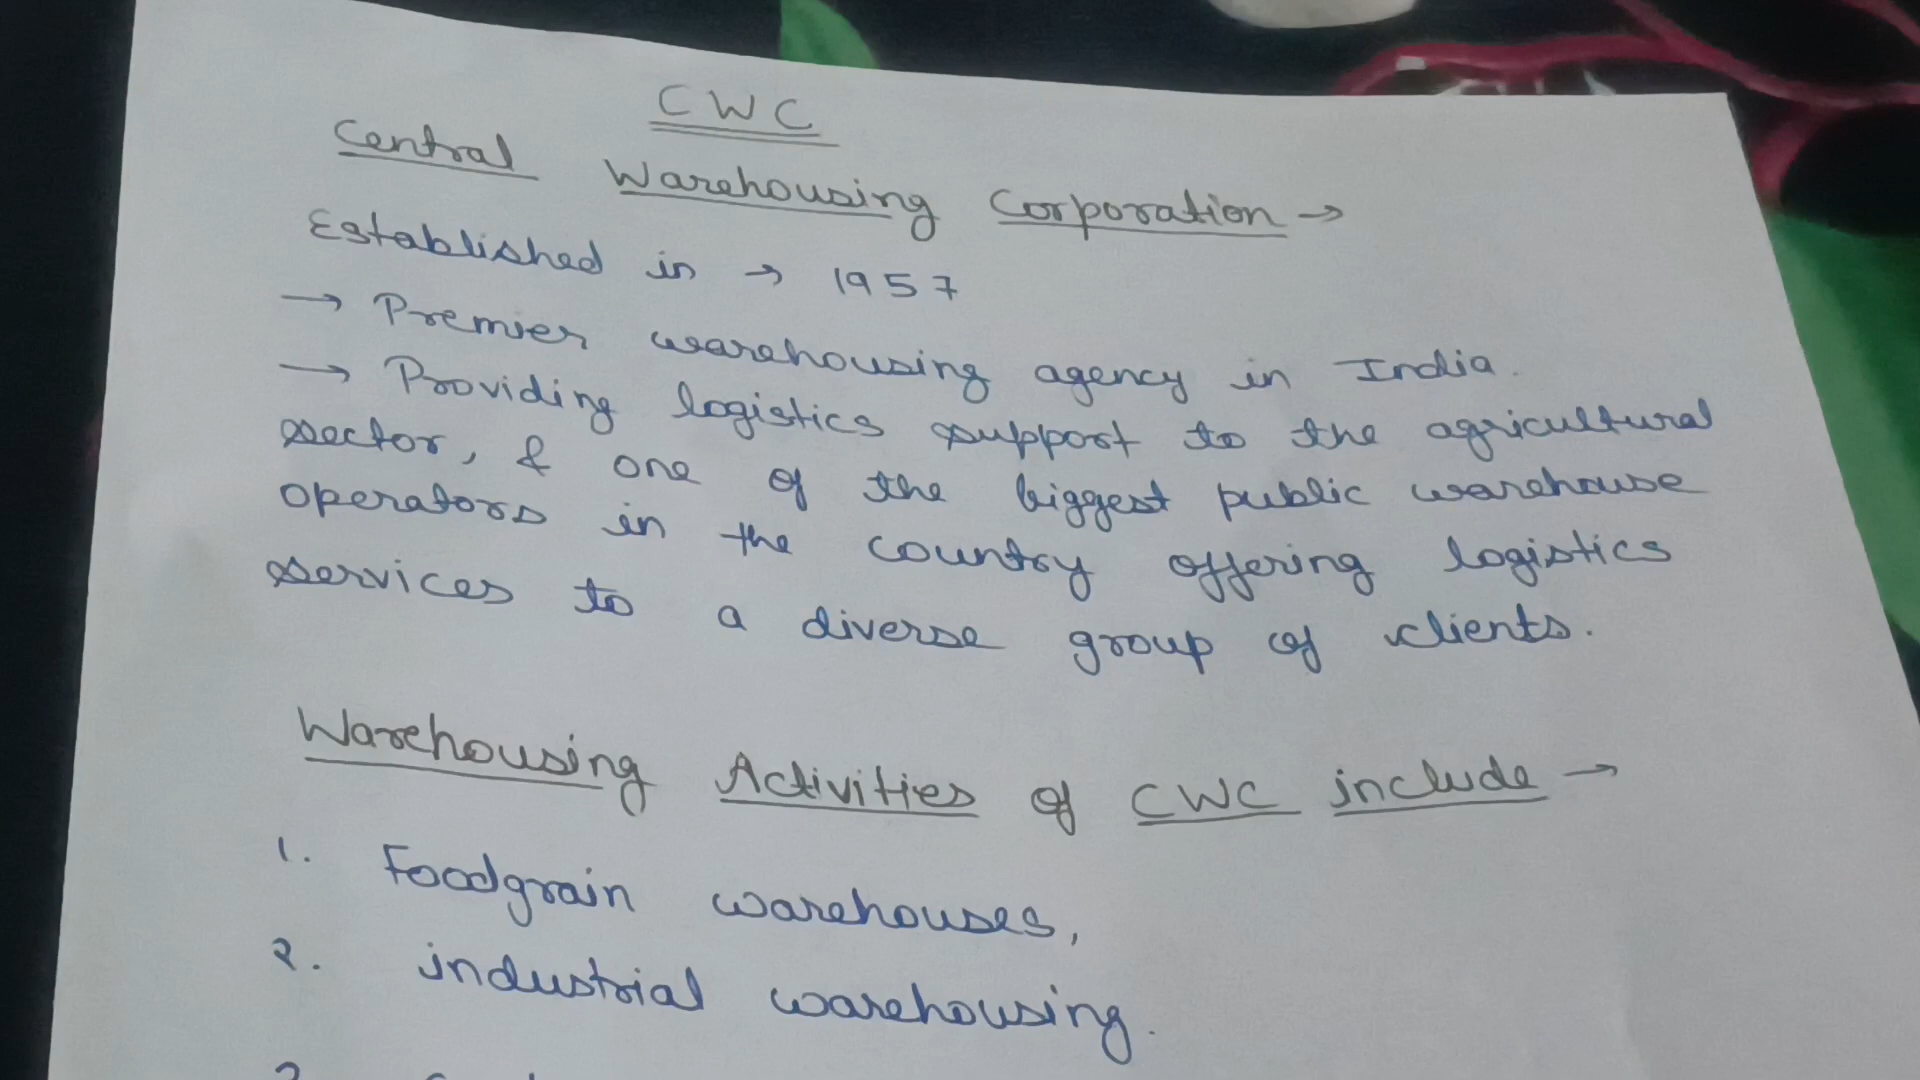 CWC
Central Warehousing Corporation →
Established in → 1957
→ Premier warehousing agency in India.
→ Providing logistics support to the agricultural
sector, & one of the biggest public warehouse
operators in the country offering logistics
services to a diverse group of clients.
Warehousing Activities of CWC include →
1. Foodgrain warehouses,
2. industrial warehousing.